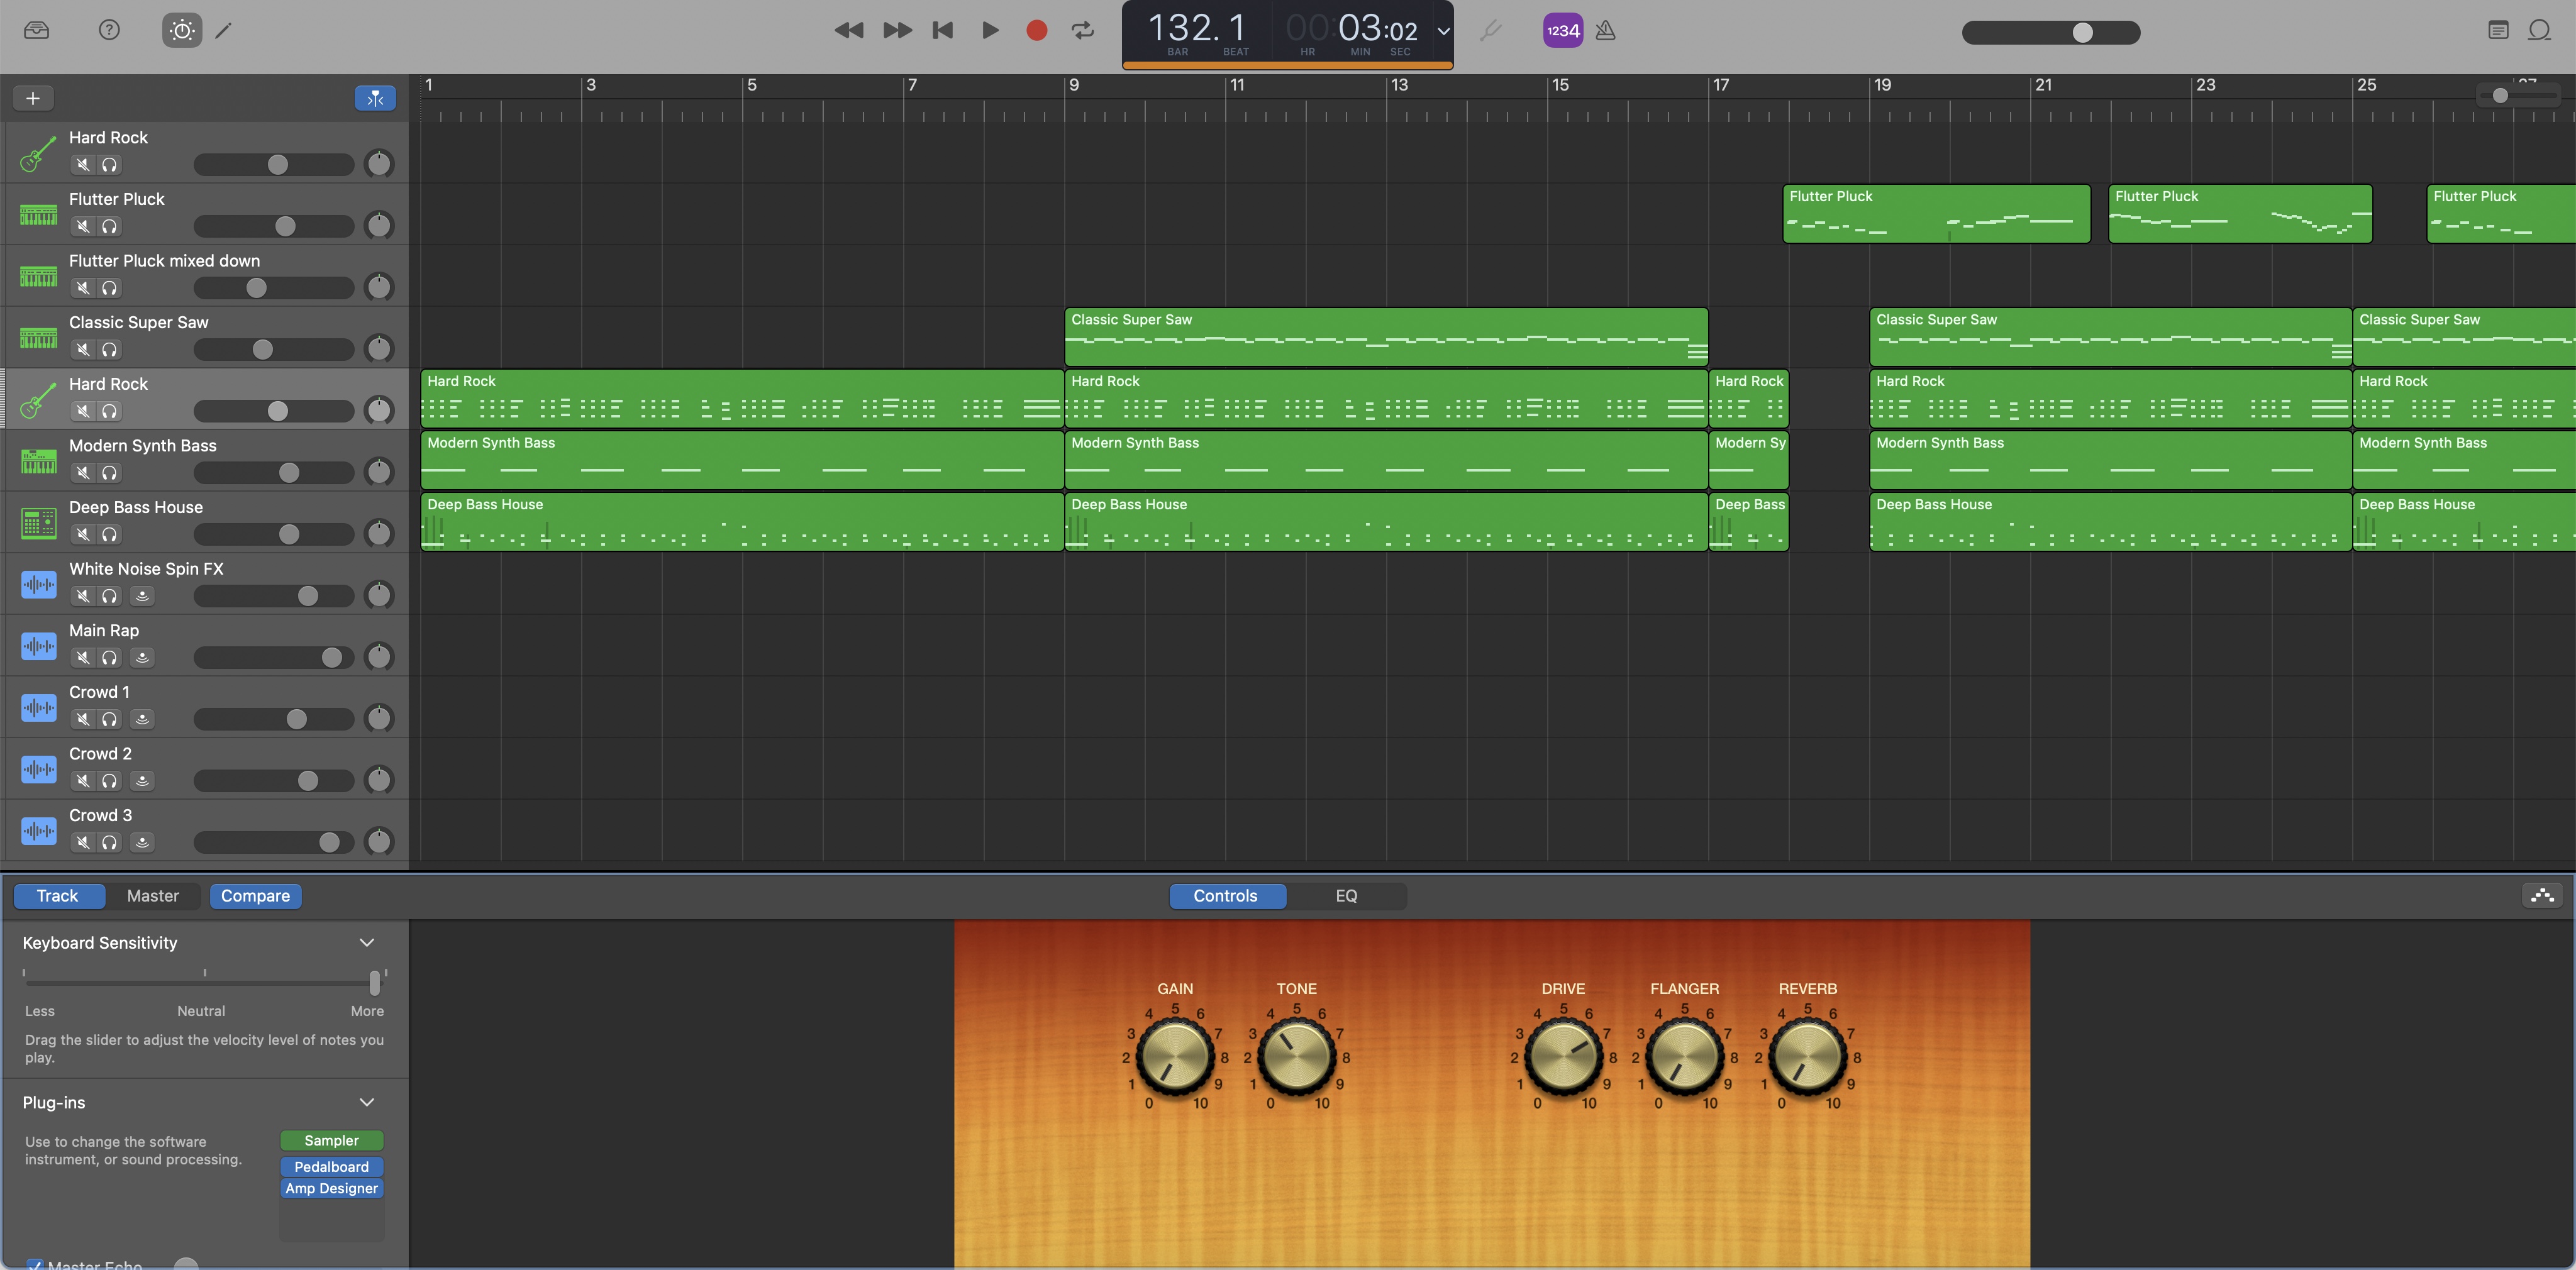 132.1 00:03:02
BAR BEAT HR MIN SEC
1234
1 3 5 7 9 11 13 15 17 19 21 23 25 27
Hard Rock
Flutter Pluck
Flutter Pluck Flutter Pluck Flutter Pluck
Flutter Pluck mixed down
Classic Super Saw
Classic Super Saw Classic Super Saw Classic Super Saw
Hard Rock
Hard Rock Hard Rock Hard Rock Hard Rock Hard Rock
Modern Synth Bass
Modern Synth Bass Modern Synth Bass Modern Sy Modern Synth Bass Modern Synth Bass
Deep Bass House
Deep Bass House Deep Bass House Deep Bass Deep Bass House Deep Bass House
White Noise Spin FX
Main Rap
Crowd 1
Crowd 2
Crowd 3
Track Master Compare Controls EQ
Keyboard Sensitivity
Less Neutral More
Drag the slider to adjust the velocity level of notes you
play.
Plug-ins
Use to change the software
instrument, or sound processing.
Sampler
Pedalboard
Amp Designer
Master Echo
GAIN TONE DRIVE FLANGER REVERB
0 1 2 3 4 5 6 7 8 9 10
0 1 2 3 4 5 6 7 8 9 10
0 1 2 3 4 5 6 7 8 9 10
0 1 2 3 4 5 6 7 8 9 10
0 1 2 3 4 5 6 7 8 9 10